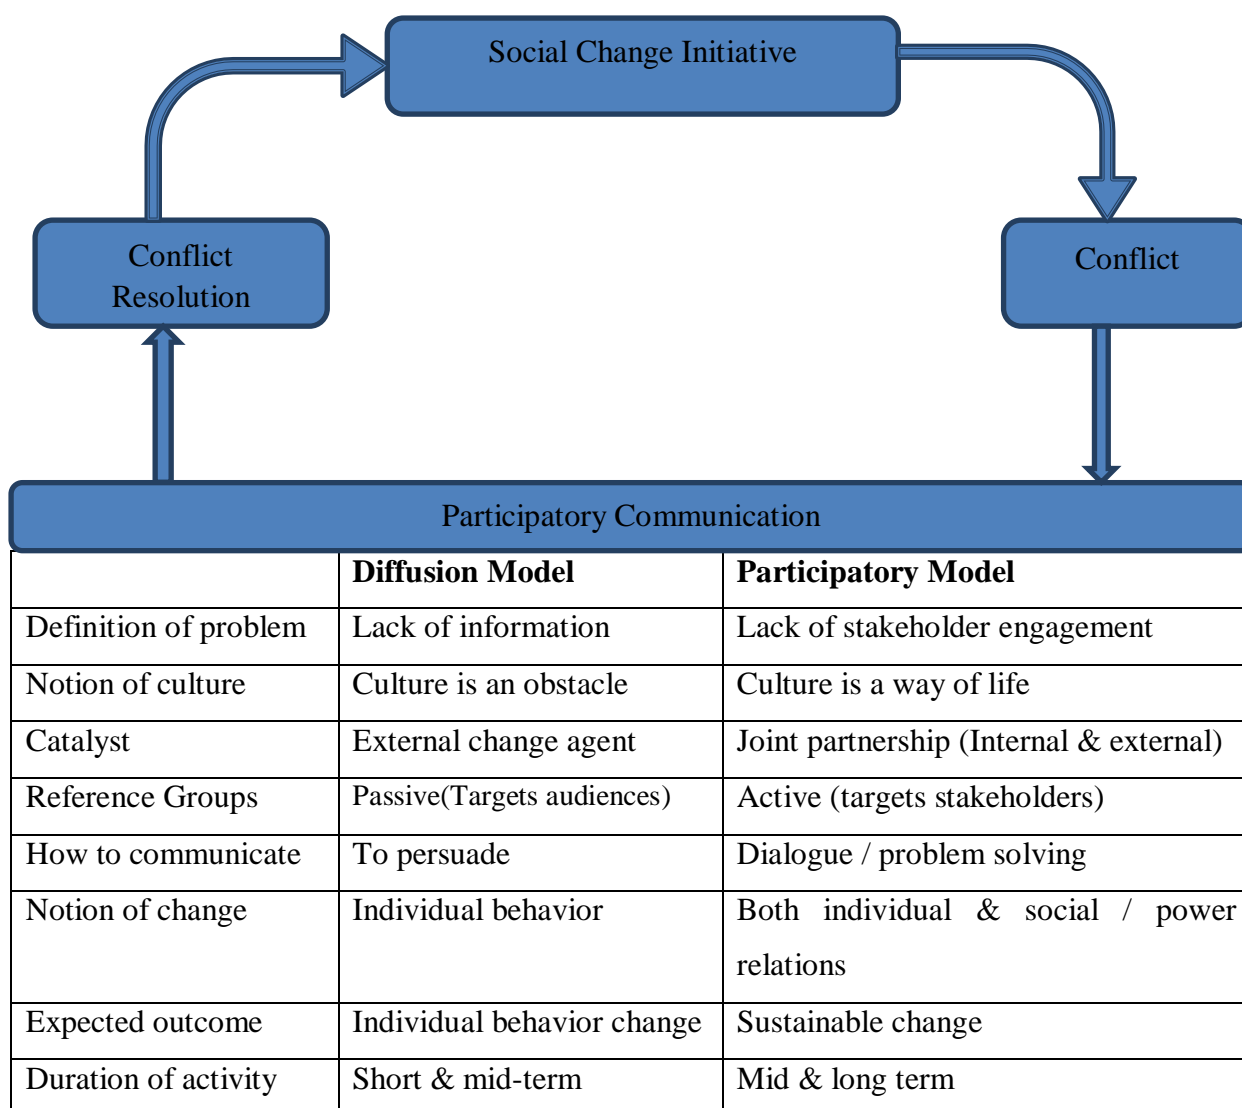 Social Change Initiative
Conflict
Resolution
Conflict
Participatory Communication
Diffusion Model Participatory Model
Definition of problem Lack of information Lack of stakeholder engagement
Notion of culture Culture is an obstacle Culture is a way of life
Catalyst External change agent Joint partnership (Internal & external)
Reference Groups Passive(Targets audiences) Active (targets stakeholders)
How to communicate To persuade Dialogue / problem solving
Notion of change Individual behavior Both individual & social / power
relations
Expected outcome Individual behavior change Sustainable change
Duration of activity Short & mid-term Mid & long term